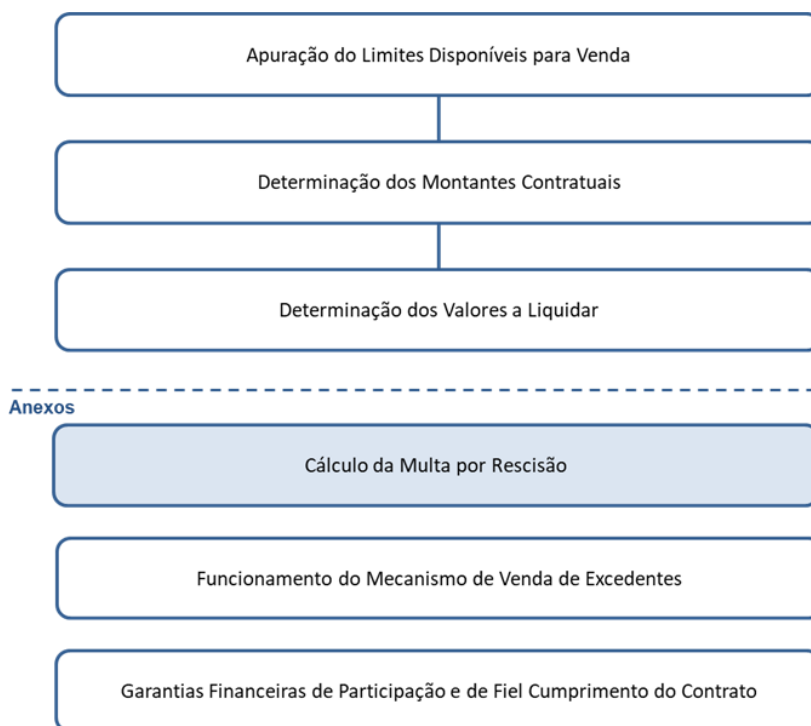 Apuração do Limites Disponíveis para Venda
Determinação dos Montantes Contratuais
Determinação dos Valores a Liquidar
Anexos
Cálculo da Multa por Rescisão
Funcionamento do Mecanismo de Venda de Excedentes
Garantias Financeiras de Participação e de Fiel Cumprimento do Contrato